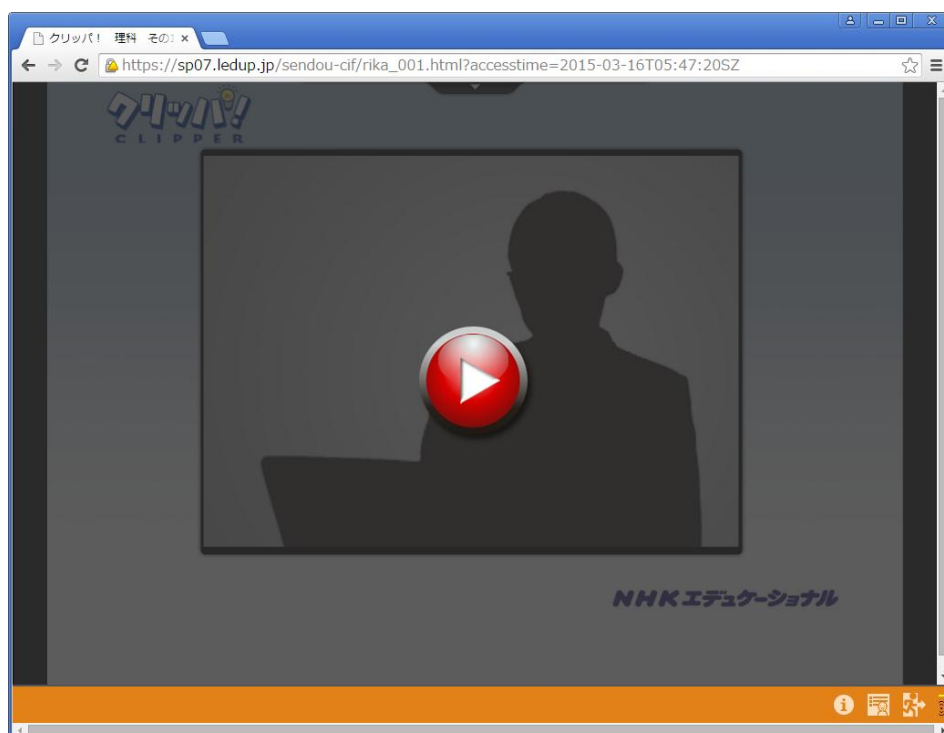 クリッパ! 理科 その1
https://sp07.ledup.jp/sendou-cif/rika_001.html?accesstime=2015-03-16T05:47:20SZ
クリッパ!
CLIPPER
NHKエデュケーショナル